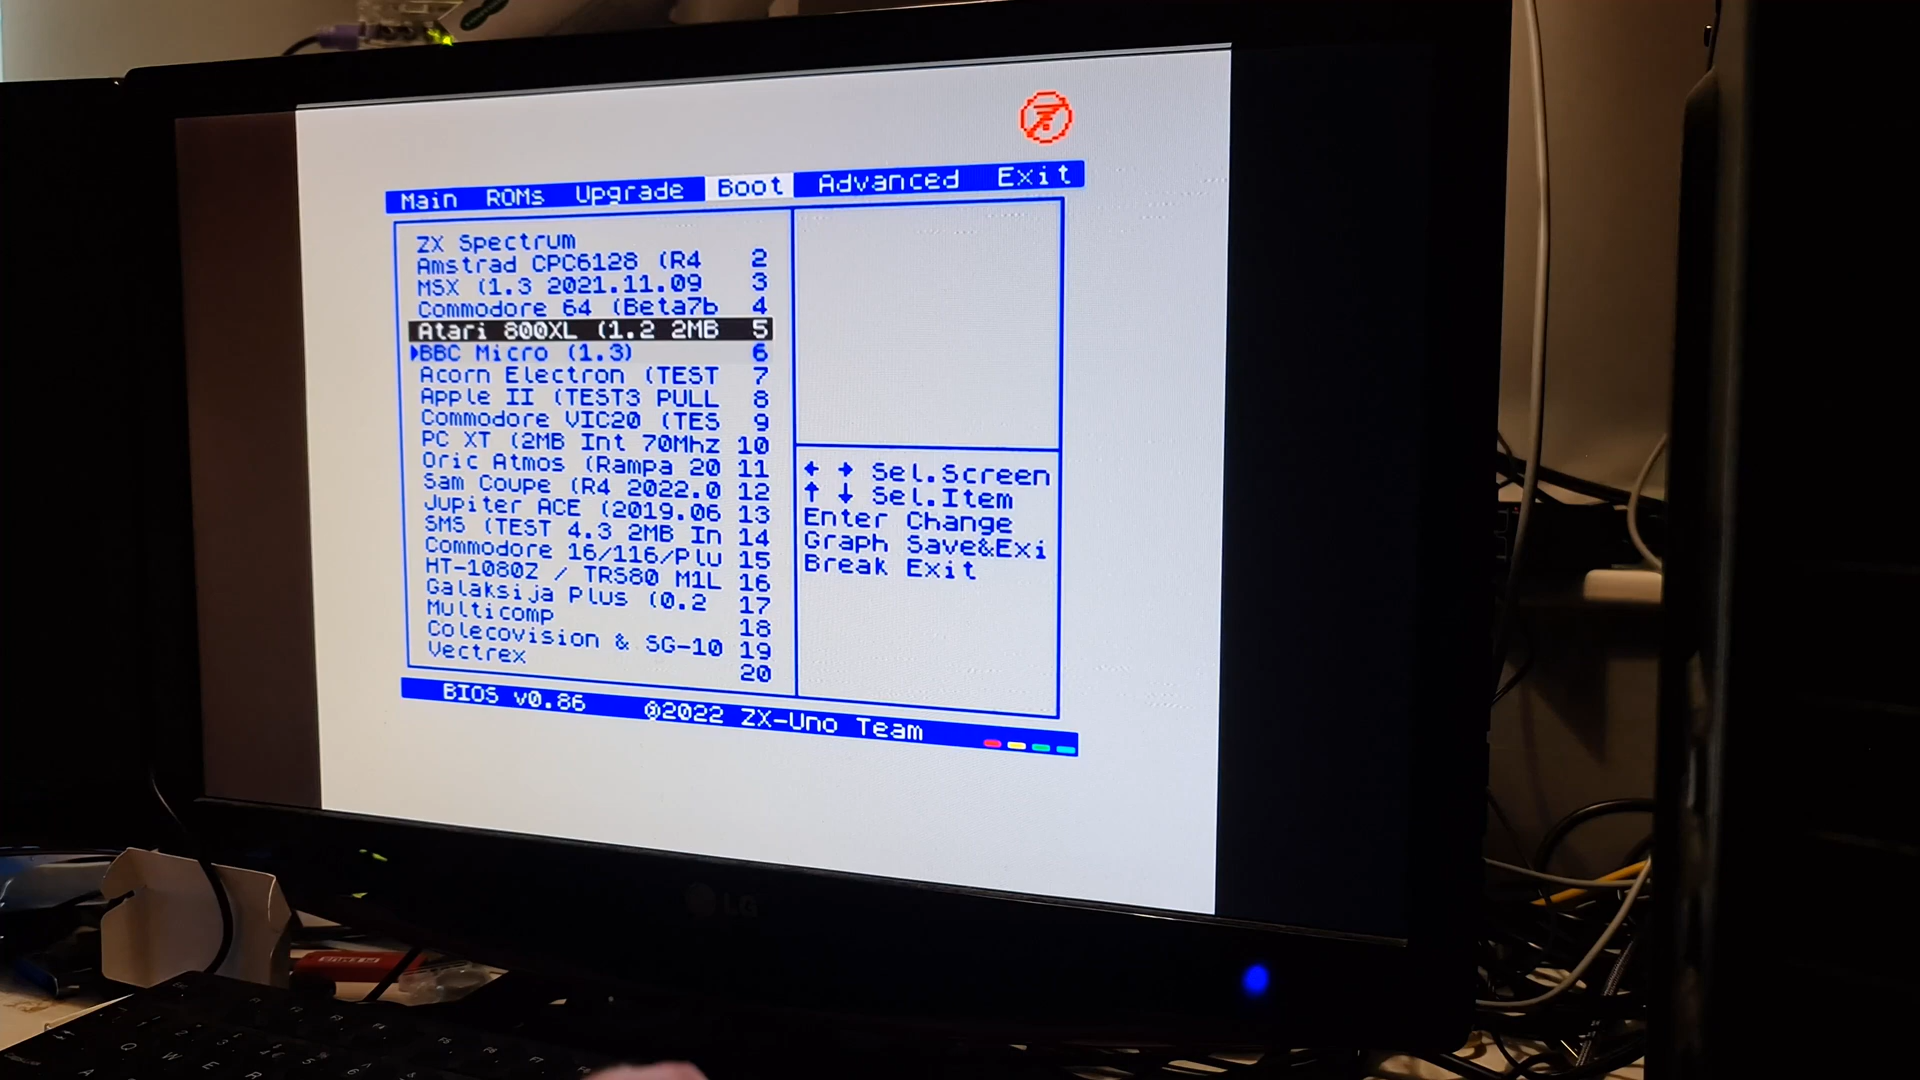 Main ROMs Upgrade Boot Advanced Exit
ZX Spectrum
Amstrad CPC6128 (R4 2
MSX (1.3 2021.11.09 3
Commodore 64 (Beta7b 4
Atari 800XL (1.2 2MB 5
BBC Micro (1.3) 6
Acorn Electron (TEST 7
Apple II (TEST3 PULL 8
Commodore VIC20 (TES 9
PC XT (2MB Int 70Mhz 10
Oric Atmos (Rampa 20 11
Sam Coupe (R4 2022.0 12
Jupiter ACE (2019.06 13
SMS (TEST 4.3 2MB In 14
Commodore 16/116/Plu 15
HT-1080Z / TRS80 M1L 16
Galaksija Plus (0.2 17
Multicomp 18
Colecovision & SG-10 19
Vectrex 20
← → Sel.Screen
↑ ↓ Sel.Item
Enter Change
Graph Save&Exi
Break Exit
BIOS v0.86 ©2022 ZX-Uno Team
LG